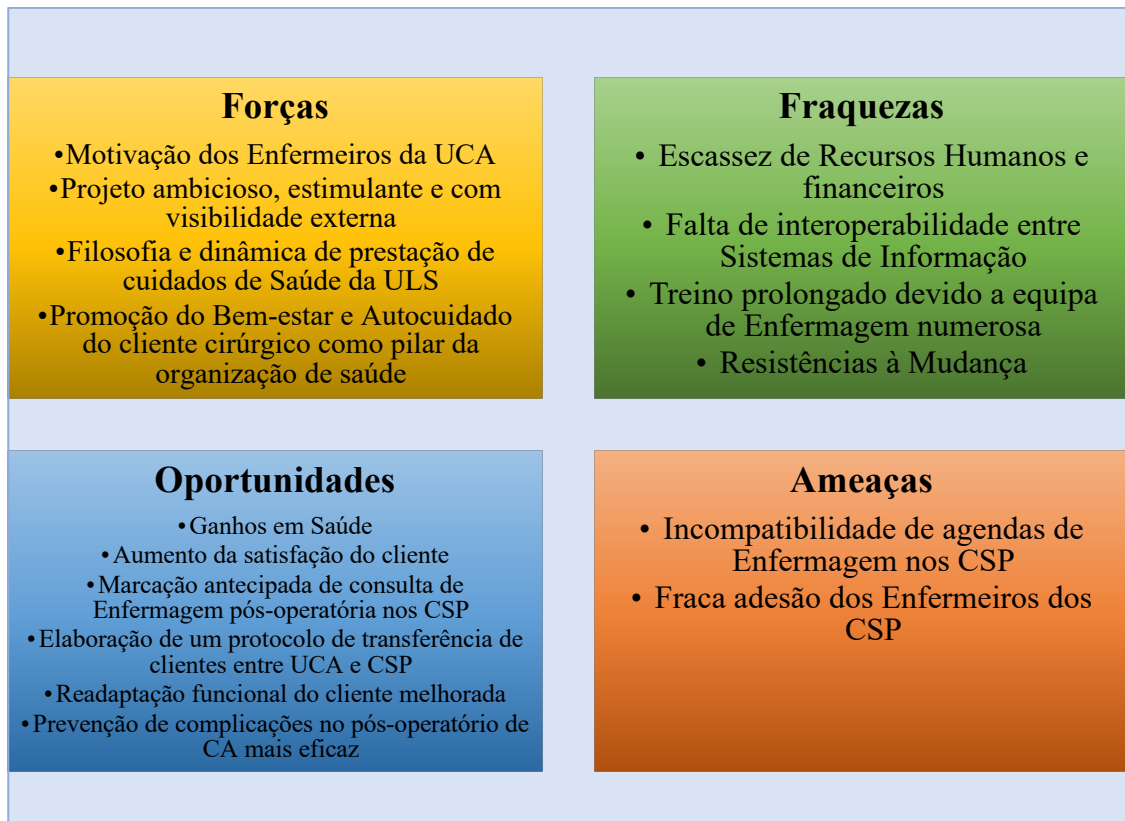 Forças
•Motivação dos Enfermeiros da UCA
•Projeto ambicioso, estimulante e com
visibilidade externa
•Filosofia e dinâmica de prestação de
cuidados de Saúde da ULS
•Promoção do Bem-estar e Autocuidado
do cliente cirúrgico como pilar da
organização de saúde
Fraquezas
• Escassez de Recursos Humanos e
financeiros
• Falta de interoperabilidade entre
Sistemas de Informação
• Treino prolongado devido a equipa
de Enfermagem numerosa
• Resistências à Mudança
Oportunidades
•Ganhos em Saúde
•Aumento da satisfação do cliente
•Marcação antecipada de consulta de
Enfermagem pós-operatória nos CSP
•Elaboração de um protocolo de transferência de
clientes entre UCA e CSP
•Readaptação funcional do cliente melhorada
•Prevenção de complicações no pós-operatório de
CA mais eficaz
Ameaças
• Incompatibilidade de agendas de
Enfermagem nos CSP
• Fraca adesão dos Enfermeiros dos
CSP